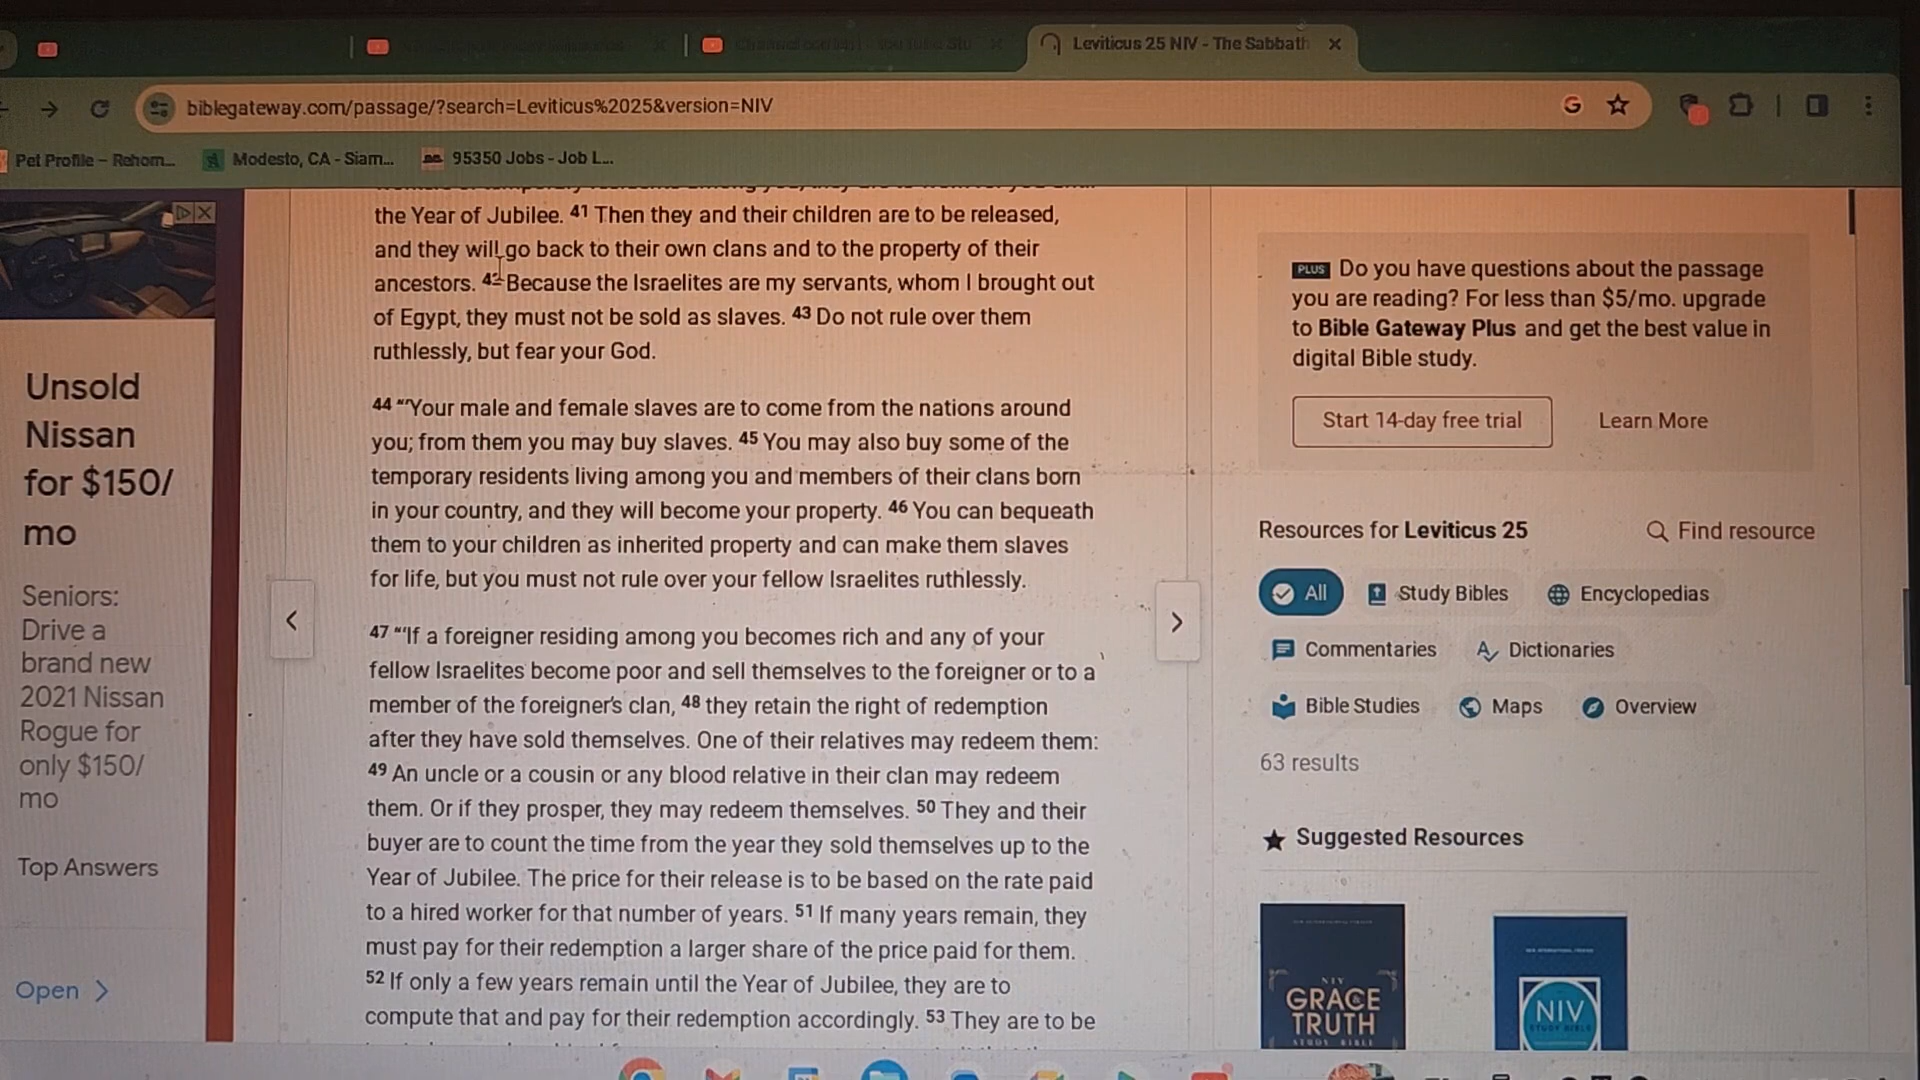 Leviticus 25 NIV - The Sabbath
biblegateway.com/passage/?search=Leviticus%2025&version=NIV
Pet Profile – Rehom...
Modesto, CA - Siam...
95350 Jobs - Job L...
the Year of Jubilee. 41 Then they and their children are to be released,
and they will go back to their own clans and to the property of their
ancestors. 42 Because the Israelites are my servants, whom I brought out
of Egypt, they must not be sold as slaves. 43 Do not rule over them
ruthlessly, but fear your God.
44 “‘Your male and female slaves are to come from the nations around
you; from them you may buy slaves. 45 You may also buy some of the
temporary residents living among you and members of their clans born
in your country, and they will become your property. 46 You can bequeath
them to your children as inherited property and can make them slaves
for life, but you must not rule over your fellow Israelites ruthlessly.
47 “‘If a foreigner residing among you becomes rich and any of your
fellow Israelites become poor and sell themselves to the foreigner or to a
member of the foreigner’s clan, 48 they retain the right of redemption
after they have sold themselves. One of their relatives may redeem them:
49 An uncle or a cousin or any blood relative in their clan may redeem
them. Or if they prosper, they may redeem themselves. 50 They and their
buyer are to count the time from the year they sold themselves up to the
Year of Jubilee. The price for their release is to be based on the rate paid
to a hired worker for that number of years. 51 If many years remain, they
must pay for their redemption a larger share of the price paid for them.
52 If only a few years remain until the Year of Jubilee, they are to
compute that and pay for their redemption accordingly. 53 They are to be
Unsold
Nissan
for $150/
mo
Seniors:
Drive a
brand new
2021 Nissan
Rogue for
only $150/
mo
Top Answers
Open
PLUS Do you have questions about the passage
you are reading? For less than $5/mo. upgrade
to Bible Gateway Plus and get the best value in
digital Bible study.
Start 14-day free trial
Learn More
Resources for Leviticus 25
Find resource
All
Study Bibles
Encyclopedias
Commentaries
Dictionaries
Bible Studies
Maps
Overview
63 results
Suggested Resources
NIV
GRACE
TRUTH
STUDY BIBLE
NIV
STUDY BIBLE